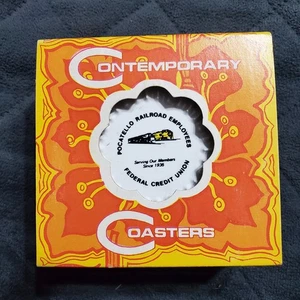 CONTEMPORARY
POCATELLO RAILROAD EMPLOYEES
Serving Our Members
Since 1936
FEDERAL CREDIT UNION
COASTERS